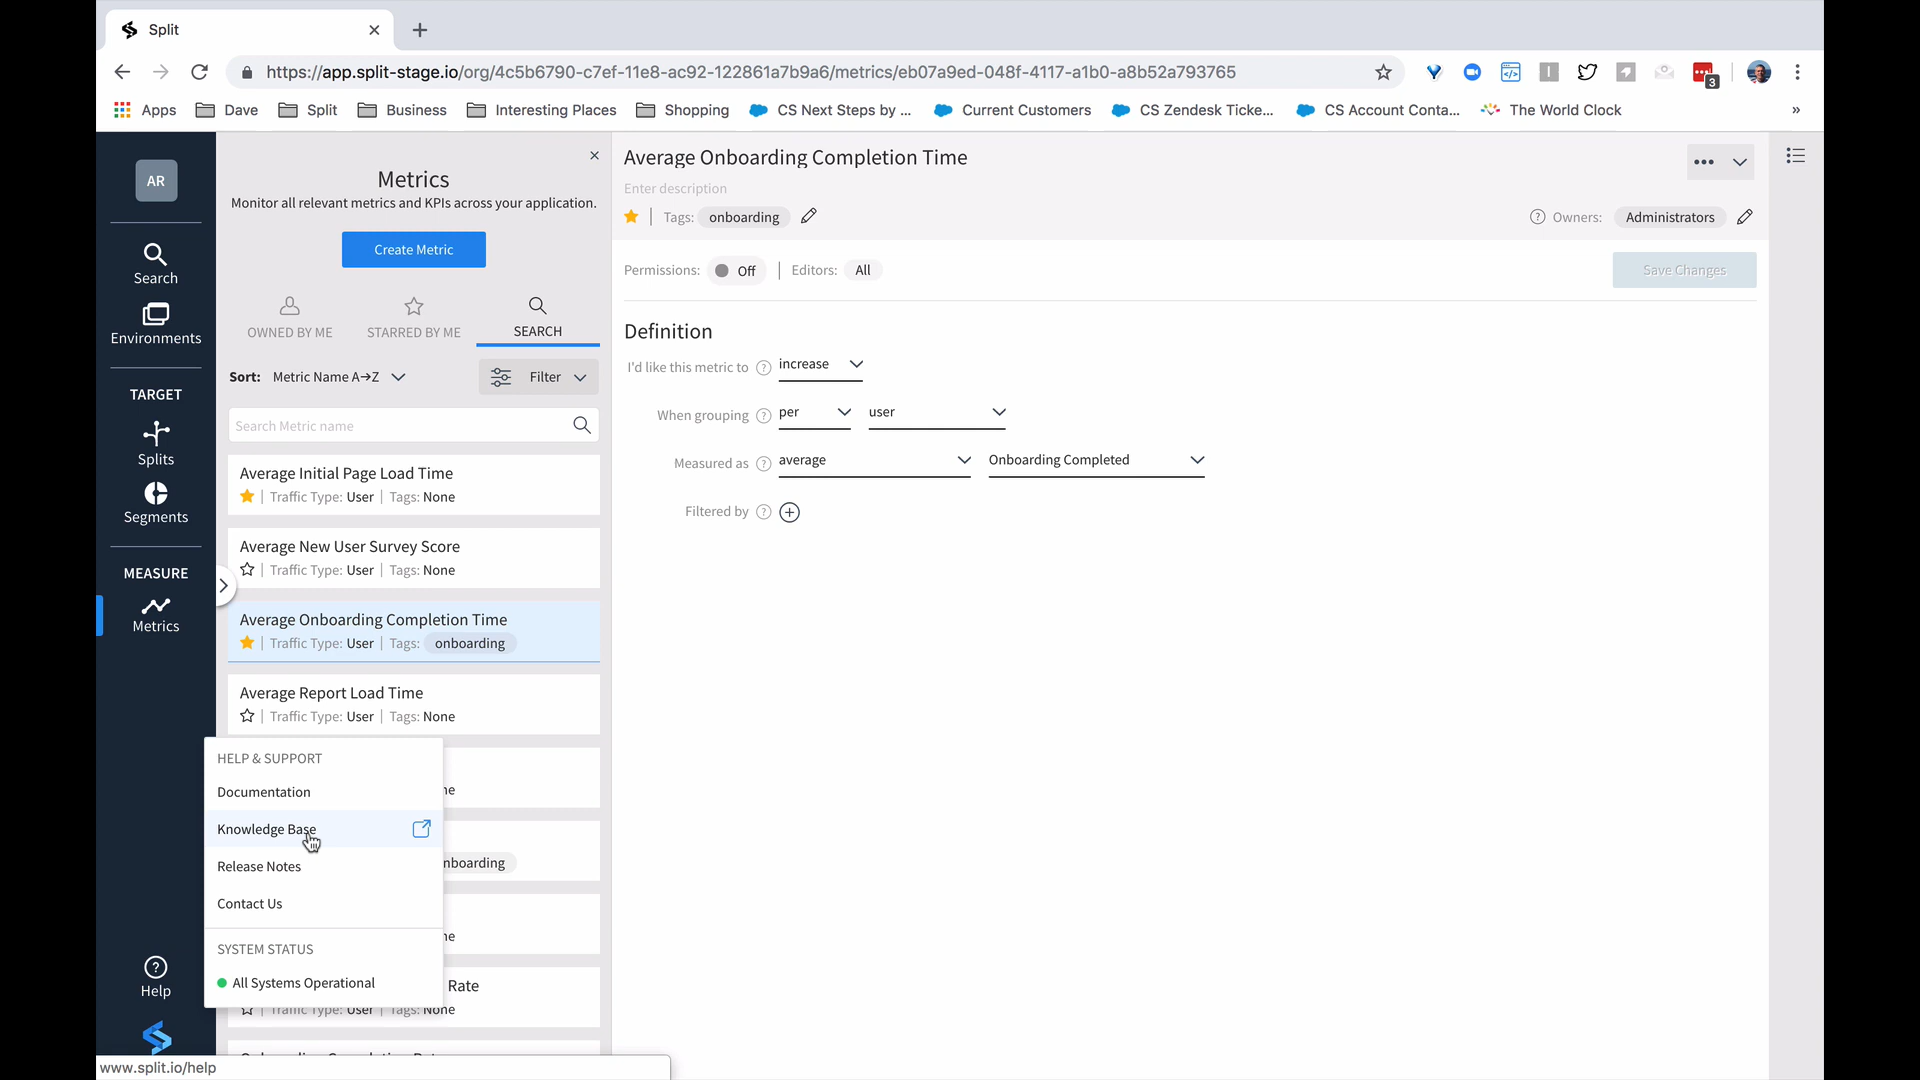 Split
https://app.split-stage.io/org/4c5b6790-c7ef-11e8-ac92-122861a7b9a6/metrics/eb07a9ed-048f-4117-a1b0-a8b52a793765
3
Apps Dave Split Business Interesting Places Shopping CS Next Steps by ... Current Customers CS Zendesk Ticke... CS Account Conta... The World Clock »
AR
Search
Environments
TARGET
Splits
Segments
MEASURE
Metrics
Help
Metrics
Monitor all relevant metrics and KPIs across your application.
Create Metric
OWNED BY ME STARRED BY ME SEARCH
Sort: Metric Name A→Z Filter
Search Metric name
Average Initial Page Load Time
Traffic Type: User | Tags: None
Average New User Survey Score
Traffic Type: User | Tags: None
Average Onboarding Completion Time
Traffic Type: User | Tags: onboarding
Average Report Load Time
Traffic Type: User | Tags: None
HELP & SUPPORT
Documentation
Knowledge Base
Release Notes
Contact Us
SYSTEM STATUS
All Systems Operational
Rate
Traffic Type: User | Tags: None
www.split.io/help
Average Onboarding Completion Time
Enter description
Tags: onboarding
Owners: Administrators
Permissions: Off | Editors: All
Save Changes
Definition
I'd like this metric to ? increase
When grouping ? per user
Measured as ? average Onboarding Completed
Filtered by ?